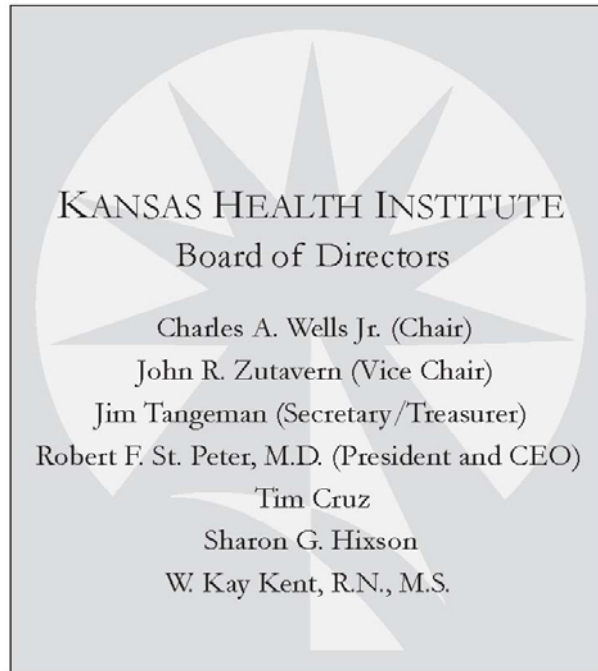 KANSAS HEALTH INSTITUTE
Board of Directors
Charles A. Wells Jr. (Chair)
John R. Zutavern (Vice Chair)
Jim Tangeman (Secretary/Treasurer)
Robert F. St. Peter, M.D. (President and CEO)
Tim Cruz
Sharon G. Hixson
W. Kay Kent, R.N., M.S.